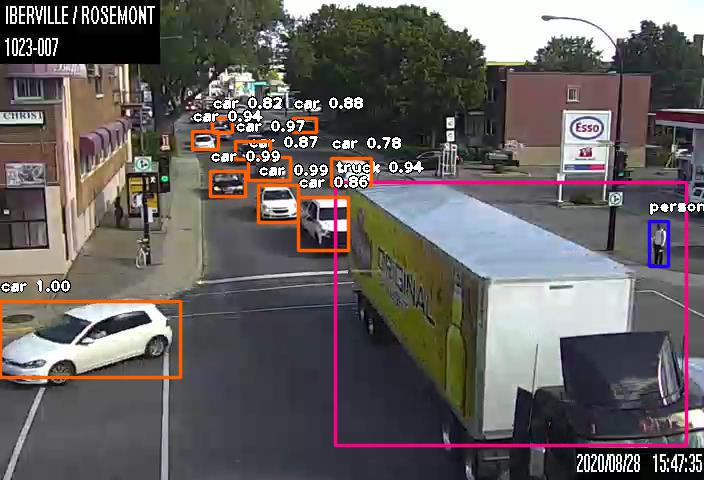 IBERVILLE / ROSEMONT
1023-007
CHRIST
car 0.82
car 0.88
car 0.94
car 0.97
car 0.87
car 0.78
car 0.99
car 0.99
truck 0.94
car 0.86
Esso
person
ORIGINAL
car 1.00
2020/08/28 15:47:35